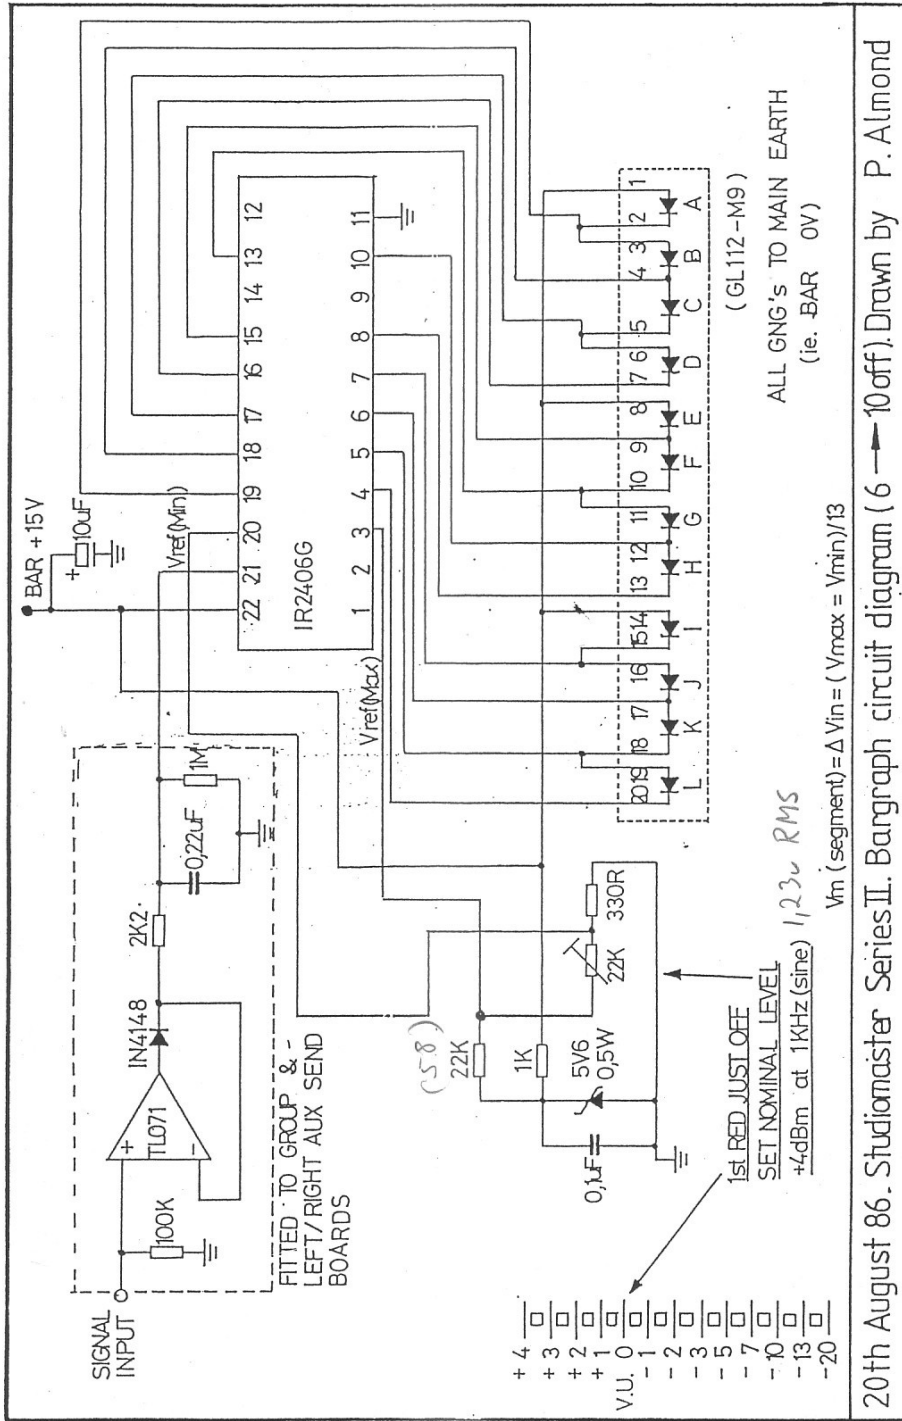 SIGNAL
INPUT
100K
TL071
+
-
IN4148
2K2
0,22uF
1M
FITTED TO GROUP & -
LEFT/RIGHT AUX SEND
BOARDS
BAR +15V
+
10uF
Vref(Min)
22 21 20 19 18 17 16 15 14 13 12
IR2406G
1 2 3 4 5 6 7 8 9 10 11
Vref(Max)
(5.8)
22K
1K
5V6
0,5W
0,1uF
22K
330R
20 19 18 17 16 15 14 13 12 11 10 9 8 7 6 5 4 3 2 1
L K J I H G F E D C B A
(GL112-M9)
ALL GNG's TO MAIN EARTH
(ie. BAR 0V)
+4
+3
+2
+1
V.U. 0
-1
-2
-3
-5
-7
-10
-13
-20
1st RED JUST OFF
SET NOMINAL LEVEL
+4dBm at 1KHz(sine) 1,23v RMS
Vm (segment) = Δ Vin = (Vmax = Vmin)/13
20th August 86. Studiomaster Series II. Bargraph circuit diagram (6 → 10off). Drawn by P. Almond